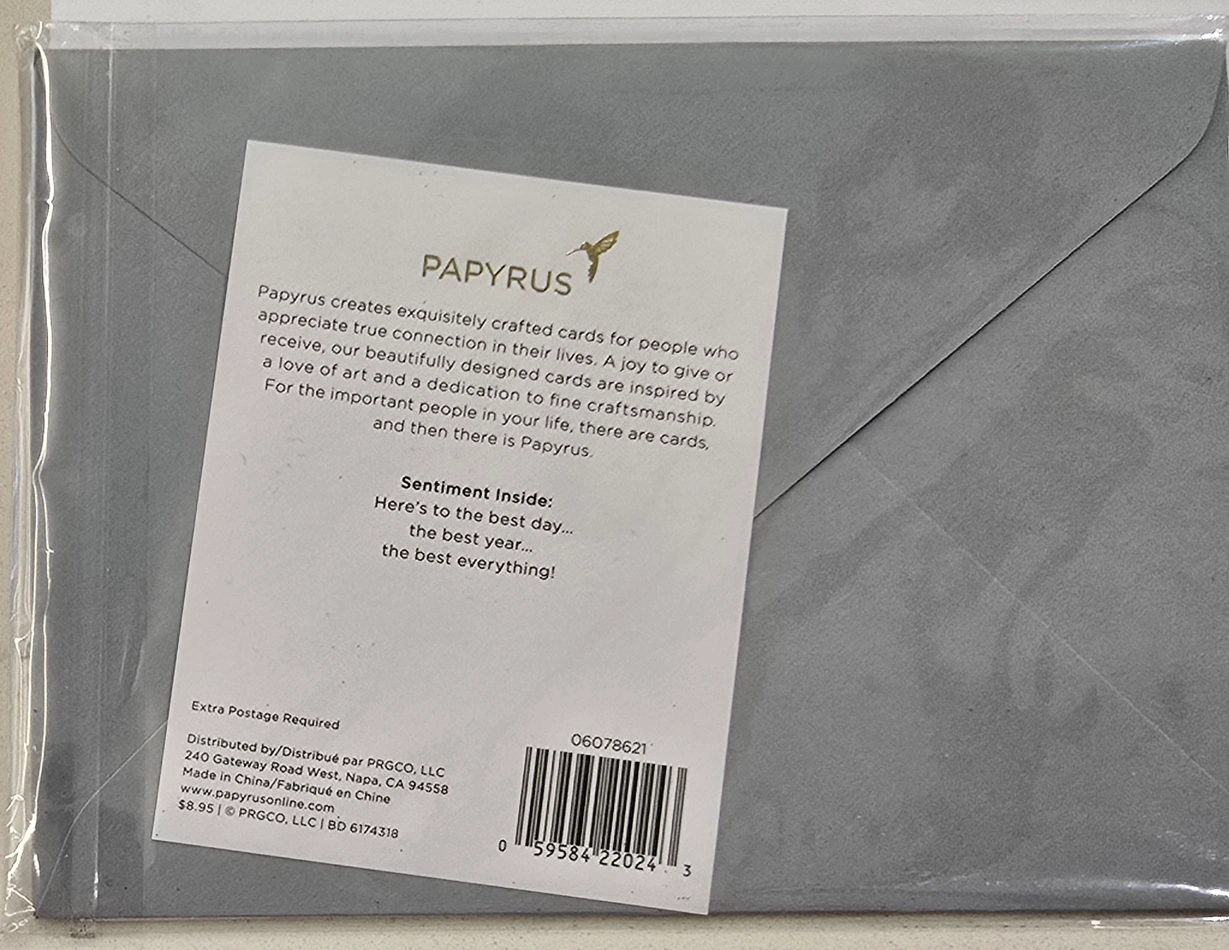 PAPYRUS
Papyrus creates exquisitely crafted cards for people who
appreciate true connection in their lives. A joy to give or
receive, our beautifully designed cards are inspired by
a love of art and a dedication to fine craftsmanship.
For the important people in your life, there are cards,
and then there is Papyrus.
Sentiment Inside:
Here's to the best day...
the best year...
the best everything!
Extra Postage Required
Distributed by/Distribué par PRGCO, LLC
240 Gateway Road West, Napa, CA 94558
Made in China/Fabriqué en Chine
www.papyrusonline.com
$8.95 | © PRGCO, LLC | BD 6174318
06078621
0 59584 22024 3